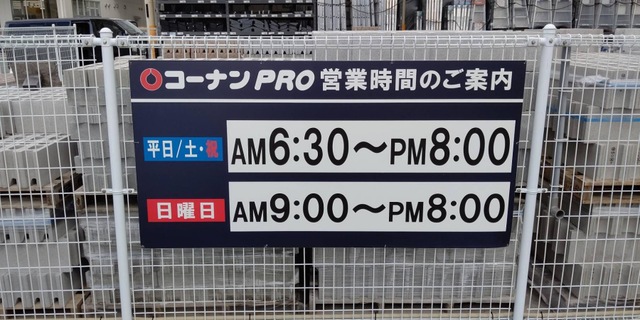 コーナンPRO 営業時間のご案内
平日/土・祝 AM6:30～PM8:00
日曜日 AM9:00～PM8:00